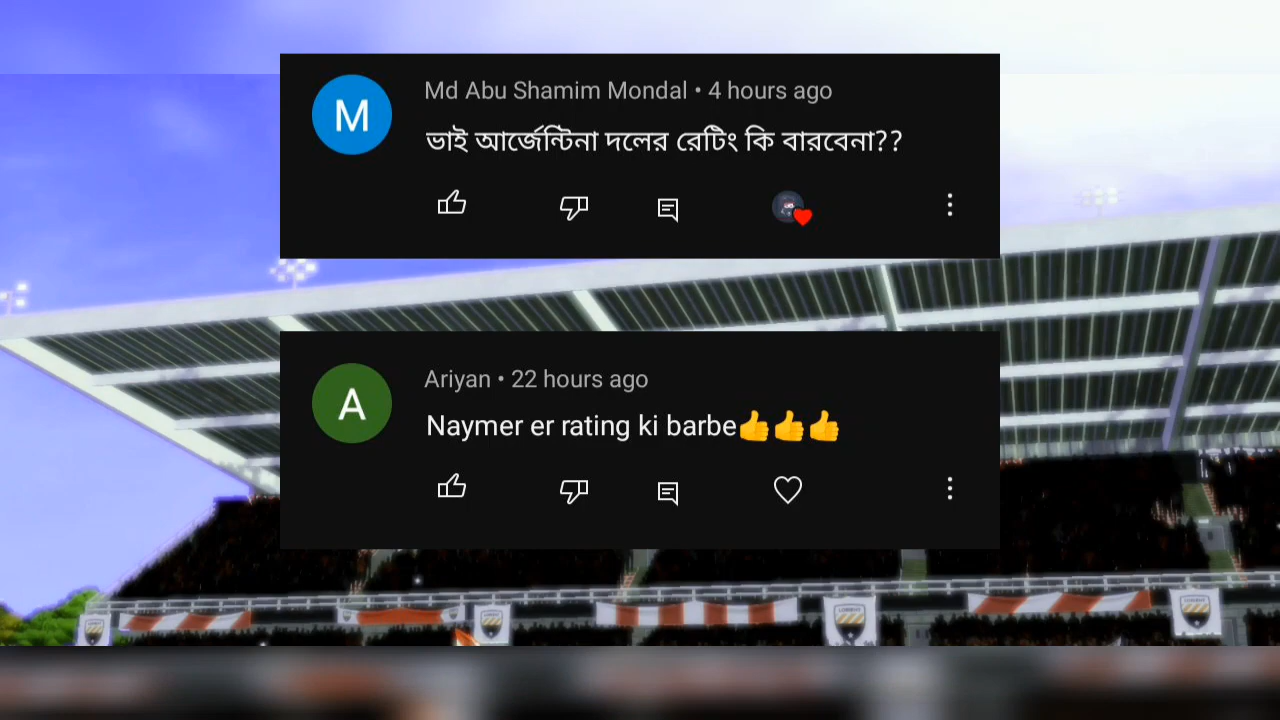 M
Md Abu Shamim Mondal • 4 hours ago
ভাই আর্জেন্টিনা দলের রেটিং কি বারবেনা??
A
Ariyan • 22 hours ago
Naymer er rating ki barbe👍👍👍